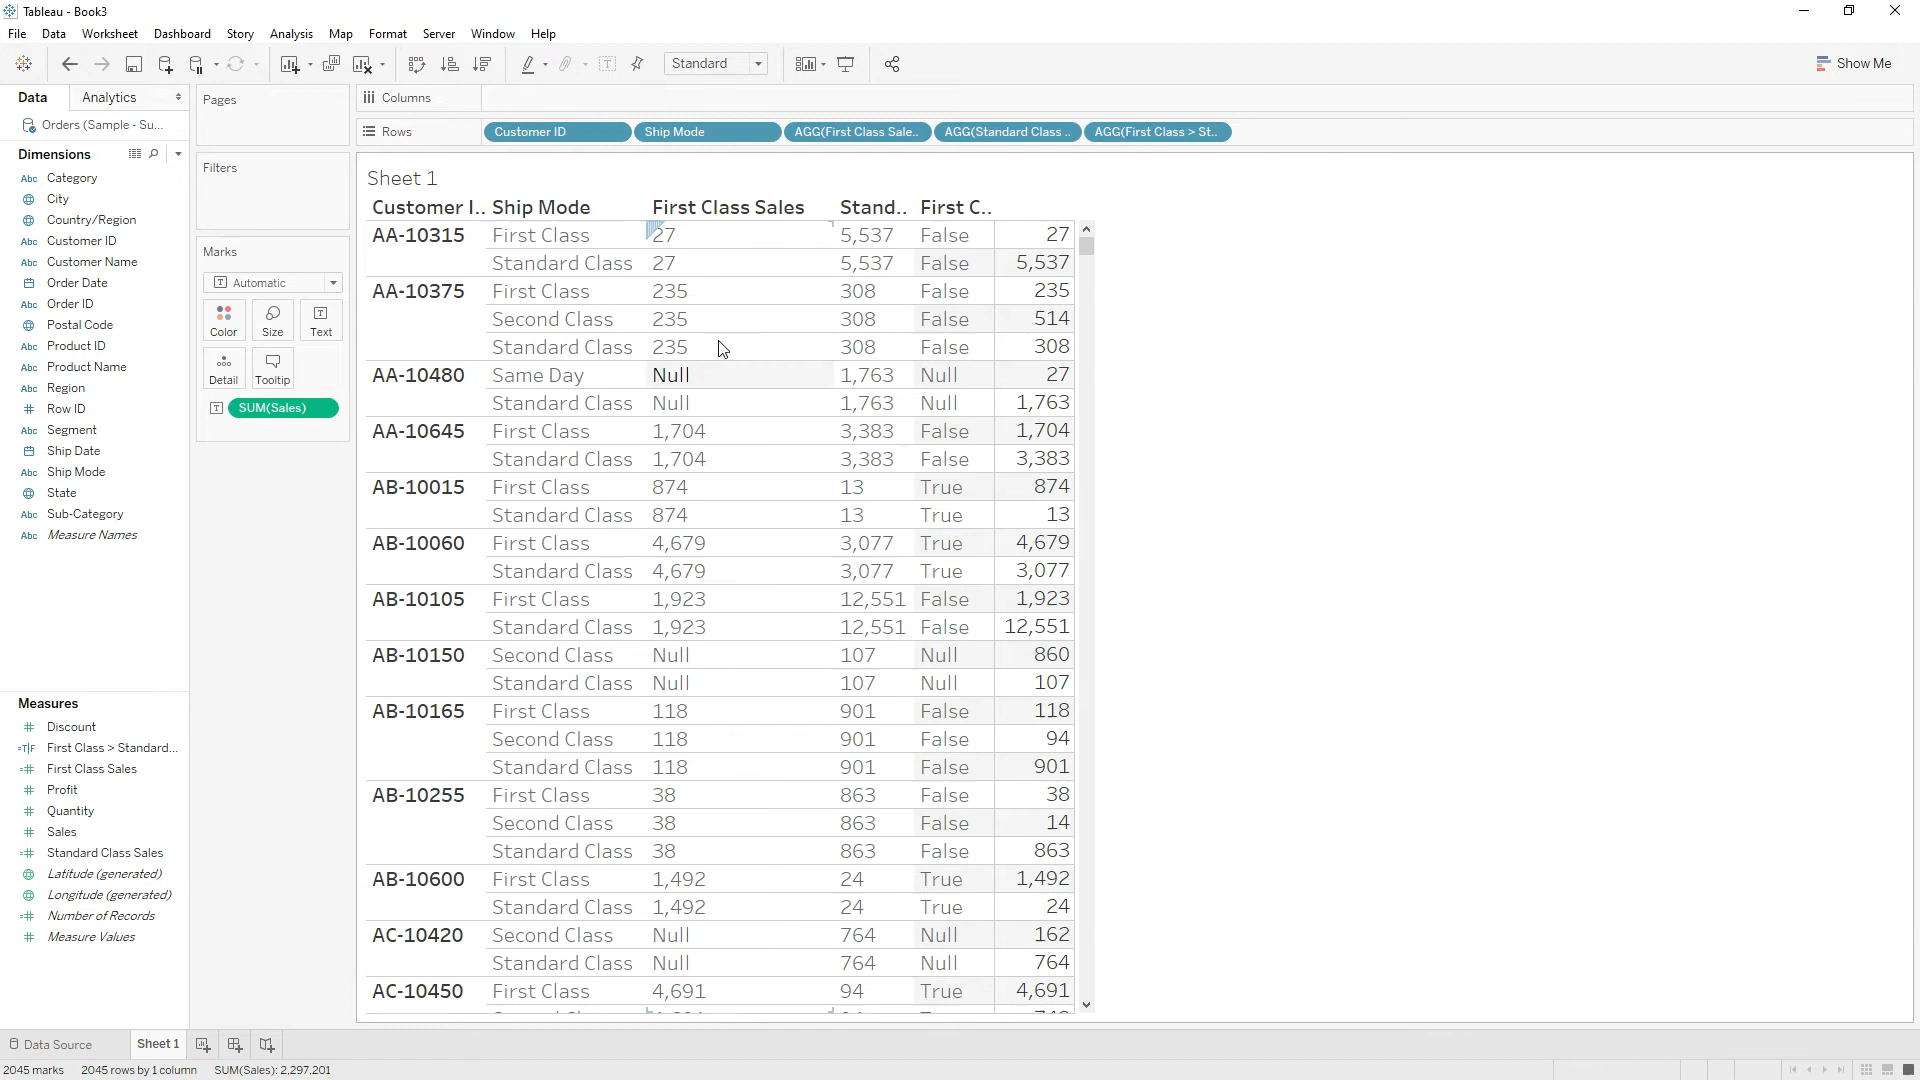 Tableau - Book3
File Data Worksheet Dashboard Story Analysis Map Format Server Window Help
Standard
Show Me
Data Analytics
Orders (Sample - Su...
Dimensions
Category
City
Country/Region
Customer ID
Customer Name
Order Date
Order ID
Postal Code
Product ID
Product Name
Region
Row ID
Segment
Ship Date
Ship Mode
State
Sub-Category
Measure Names
Measures
Discount
First Class > Standard...
First Class Sales
Profit
Quantity
Sales
Standard Class Sales
Latitude (generated)
Longitude (generated)
Number of Records
Measure Values
Pages
Filters
Marks
Automatic
Color Size Text
Detail Tooltip
SUM(Sales)
Columns
Rows Customer ID Ship Mode AGG(First Class Sale.. AGG(Standard Class .. AGG(First Class > St..
Sheet 1
Customer I.. Ship Mode First Class Sales Stand.. First C..
AA-10315 First Class 27 5,537 False 27
Standard Class 27 5,537 False 5,537
AA-10375 First Class 235 308 False 235
Second Class 235 308 False 514
Standard Class 235 308 False 308
AA-10480 Same Day Null 1,763 Null 27
Standard Class Null 1,763 Null 1,763
AA-10645 First Class 1,704 3,383 False 1,704
Standard Class 1,704 3,383 False 3,383
AB-10015 First Class 874 13 True 874
Standard Class 874 13 True 13
AB-10060 First Class 4,679 3,077 True 4,679
Standard Class 4,679 3,077 True 3,077
AB-10105 First Class 1,923 12,551 False 1,923
Standard Class 1,923 12,551 False 12,551
AB-10150 Second Class Null 107 Null 860
Standard Class Null 107 Null 107
AB-10165 First Class 118 901 False 118
Second Class 118 901 False 94
Standard Class 118 901 False 901
AB-10255 First Class 38 863 False 38
Second Class 38 863 False 14
Standard Class 38 863 False 863
AB-10600 First Class 1,492 24 True 1,492
Standard Class 1,492 24 True 24
AC-10420 Second Class Null 764 Null 162
Standard Class Null 764 Null 764
AC-10450 First Class 4,691 94 True 4,691
Data Source Sheet 1
2045 marks 2045 rows by 1 column SUM(Sales): 2,297,201